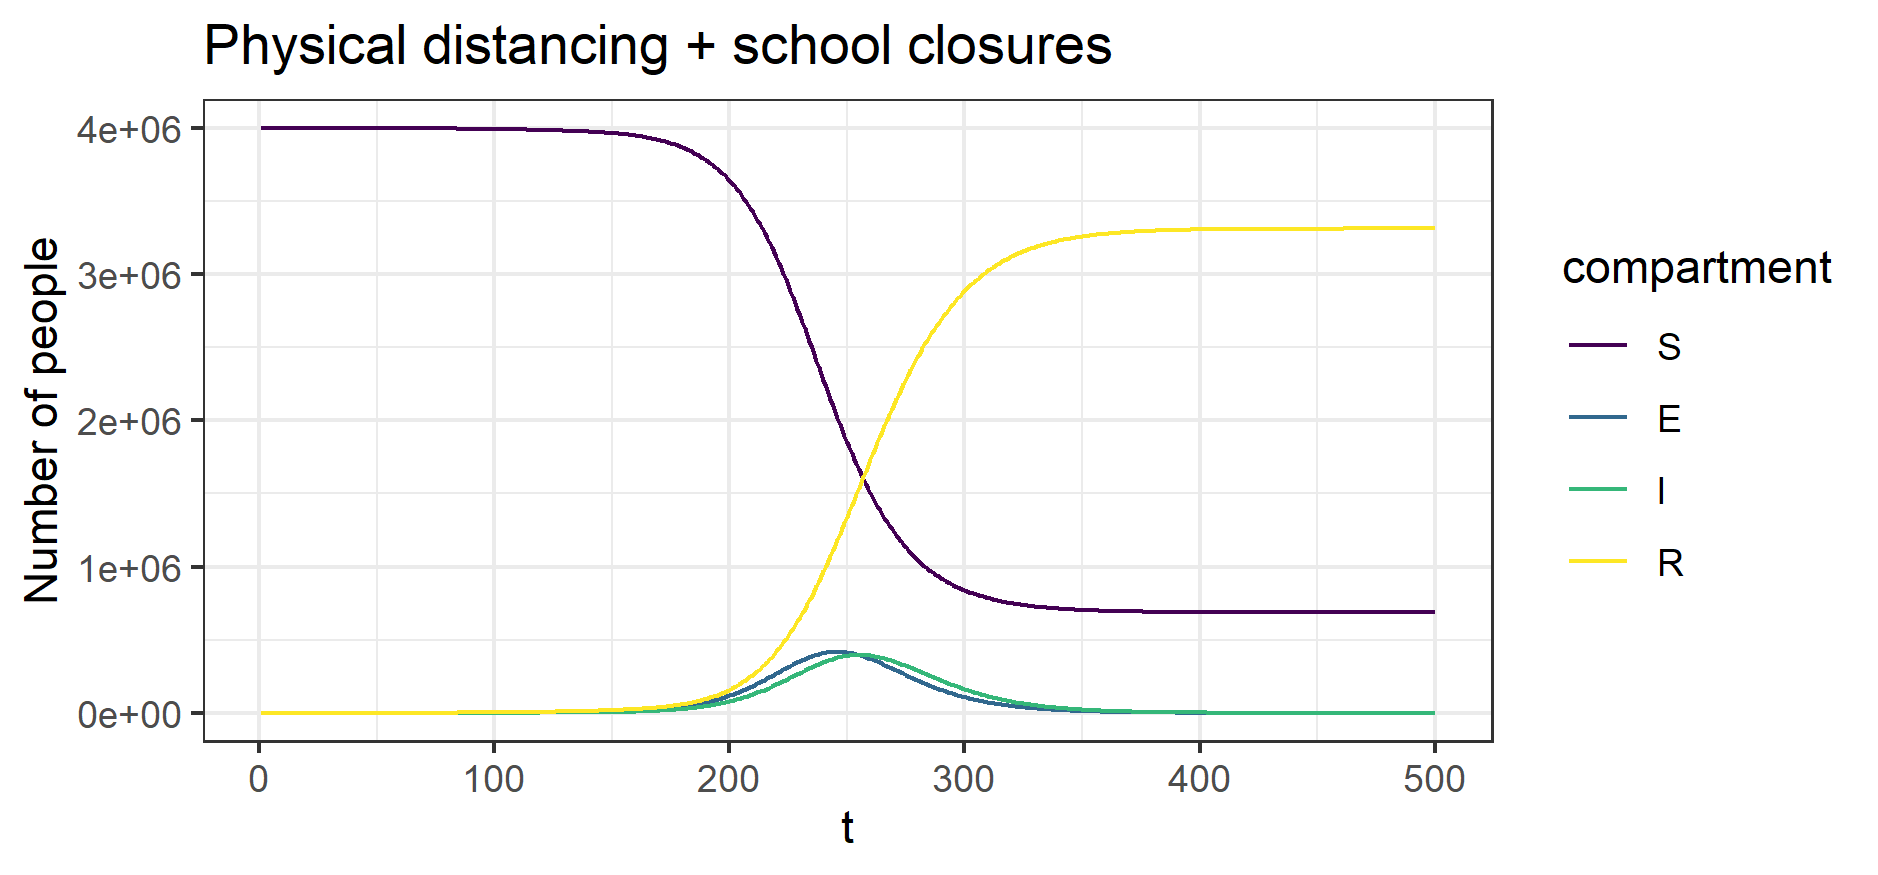 Physical distancing + school closures
Number of people
4e+06
3e+06
2e+06
1e+06
0e+00
0 100 200 300 400 500
t
compartment
S
E
I
R